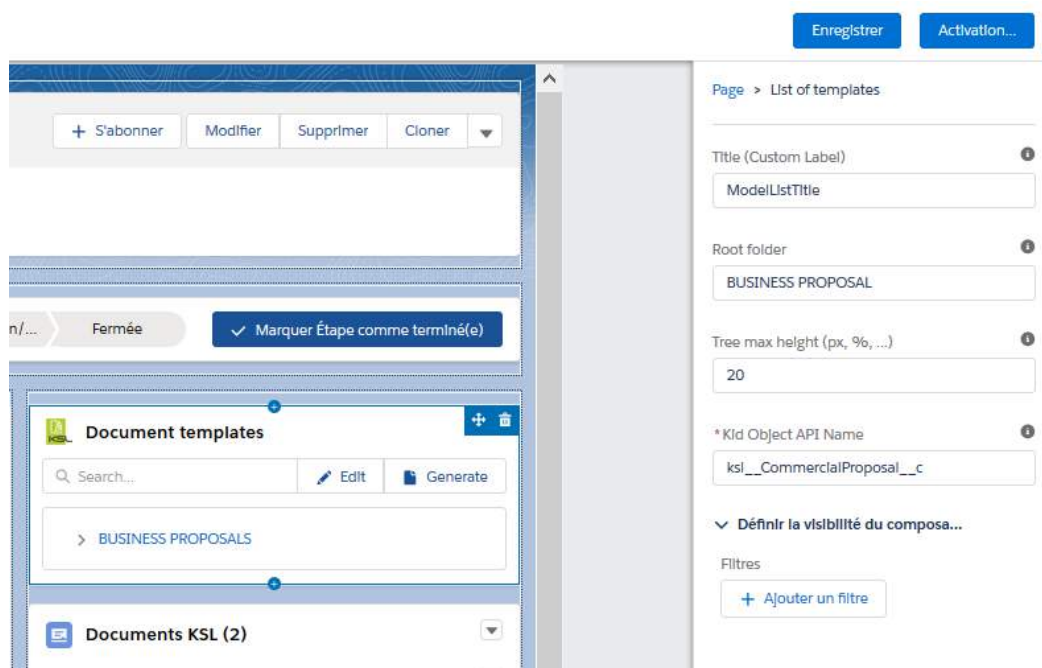 Enregistrer
Activation...
+ S'abonner
Modifier
Supprimer
Cloner
n/...
Fermée
Marquer Étape comme terminé(e)
KSL
Document templates
Search...
Edit
Generate
BUSINESS PROPOSALS
Documents KSL (2)
Page > List of templates
Title (Custom Label)
ModelListTitle
Root folder
BUSINESS PROPOSAL
Tree max height (px, %, ...)
20
*Kid Object API Name
ksl__CommercialProposal__c
Définir la visibilité du composa...
Filtres
+ Ajouter un filtre